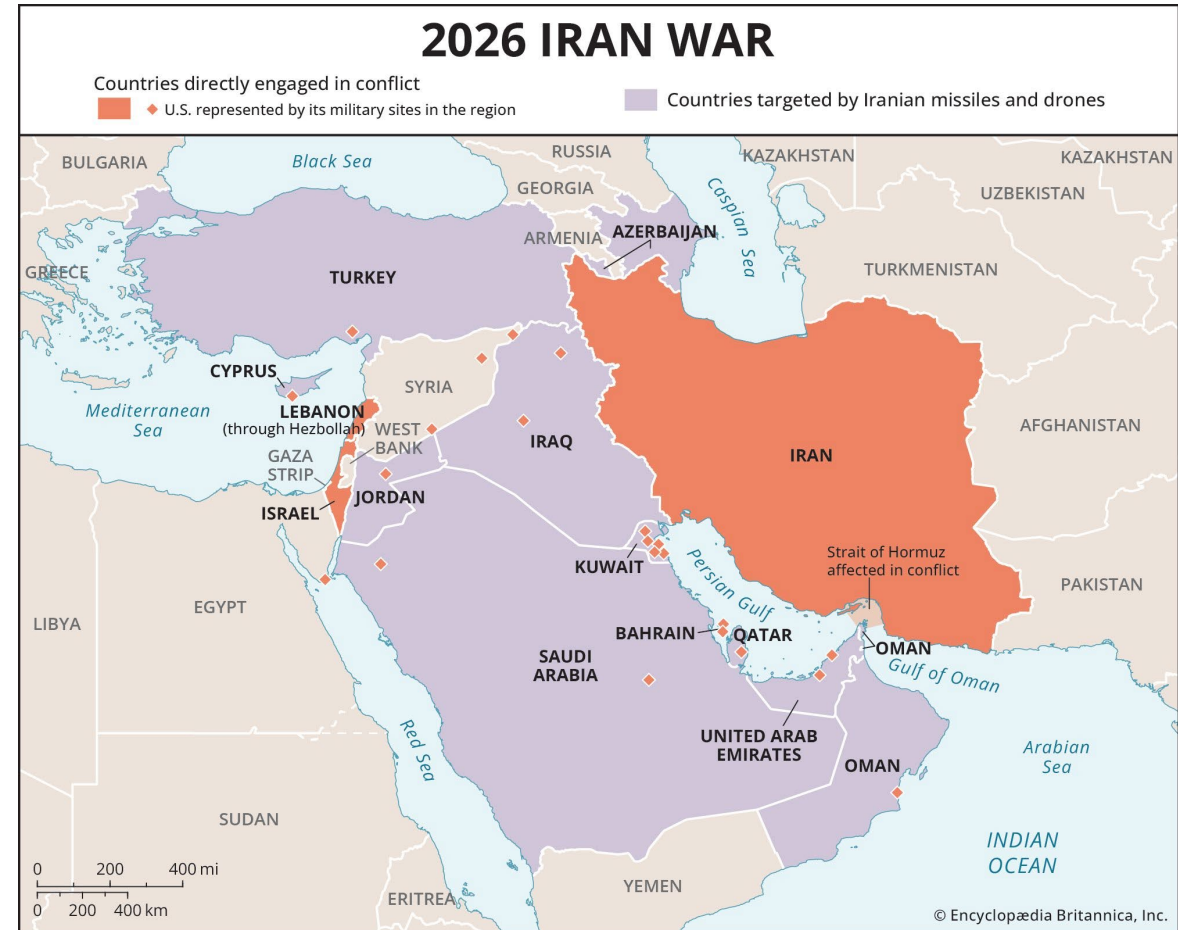 2026 IRAN WAR
Countries directly engaged in conflict
U.S. represented by its military sites in the region
Countries targeted by Iranian missiles and drones
BULGARIA
Black Sea
RUSSIA
KAZAKHSTAN
KAZAKHSTAN
GEORGIA
UZBEKISTAN
Caspian Sea
ARMENIA
AZERBAIJAN
GREECE
TURKEY
TURKMENISTAN
CYPRUS
SYRIA
Mediterranean
Sea
LEBANON
(through Hezbollah)
WEST
BANK
AFGHANISTAN
IRAQ
IRAN
GAZA
STRIP
JORDAN
ISRAEL
Strait of Hormuz
affected in conflict
KUWAIT
Persian Gulf
PAKISTAN
EGYPT
LIBYA
BAHRAIN
QATAR
OMAN
Gulf of Oman
SAUDI
ARABIA
UNITED ARAB
EMIRATES
Red Sea
OMAN
Arabian
Sea
SUDAN
INDIAN
OCEAN
0 200 400 mi
0 200 400 km
ERITREA
YEMEN
© Encyclopædia Britannica, Inc.